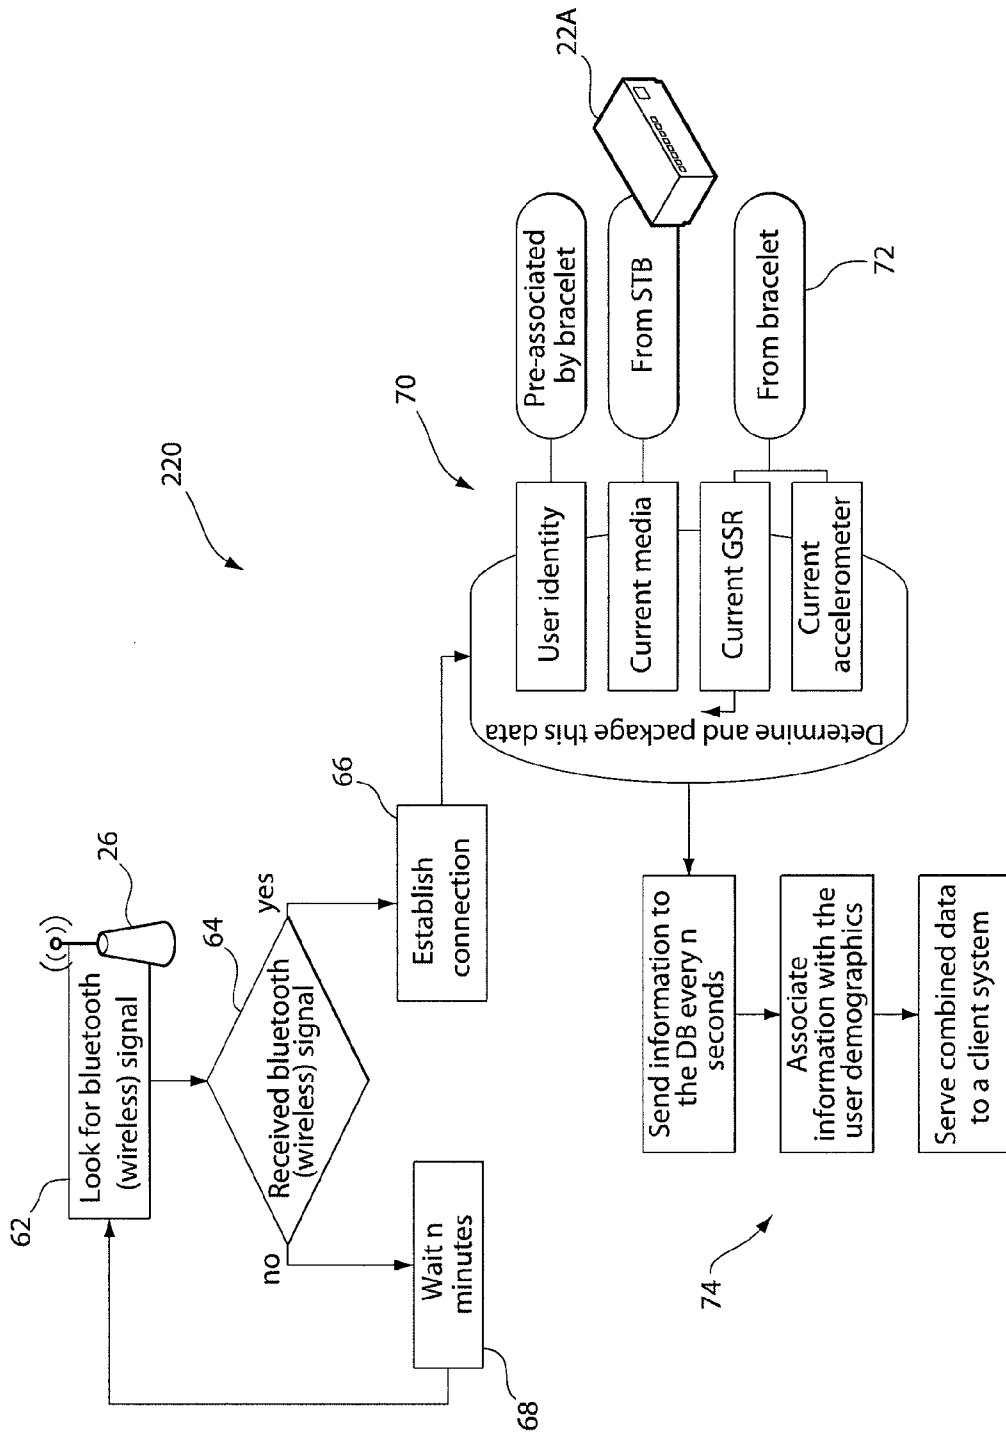 220
62
Look for bluetooth
(wireless) signal
26
64
Received bluetooth
(wireless) signal
no
yes
Wait n
minutes
68
66
Establish
connection
70
Determine and package this data
User identity
Pre-associated
by bracelet
Current media
From STB
22A
Current GSR
Current
accelerometer
From bracelet
72
74
Send information to
the DB every n
seconds
Associate
information with the
user demographics
Serve combined data
to a client system